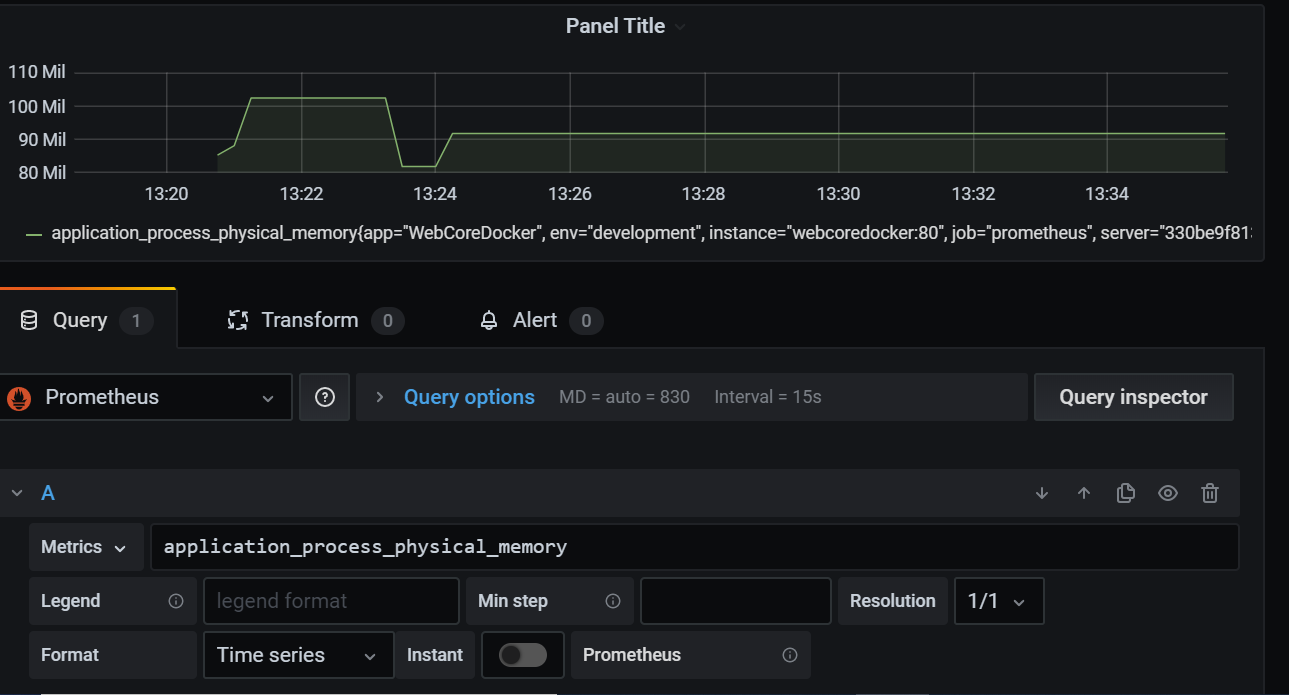 Panel Title
110 Mil
100 Mil
90 Mil
80 Mil
13:20 13:22 13:24 13:26 13:28 13:30 13:32 13:34
application_process_physical_memory{app="WebCoreDocker", env="development", instance="webcoredocker:80", job="prometheus", server="330be9f81
Query 1 Transform 0 Alert 0
Prometheus Query options MD = auto = 830 Interval = 15s Query inspector
A
Metrics application_process_physical_memory
Legend legend format Min step Resolution 1/1
Format Time series Instant Prometheus